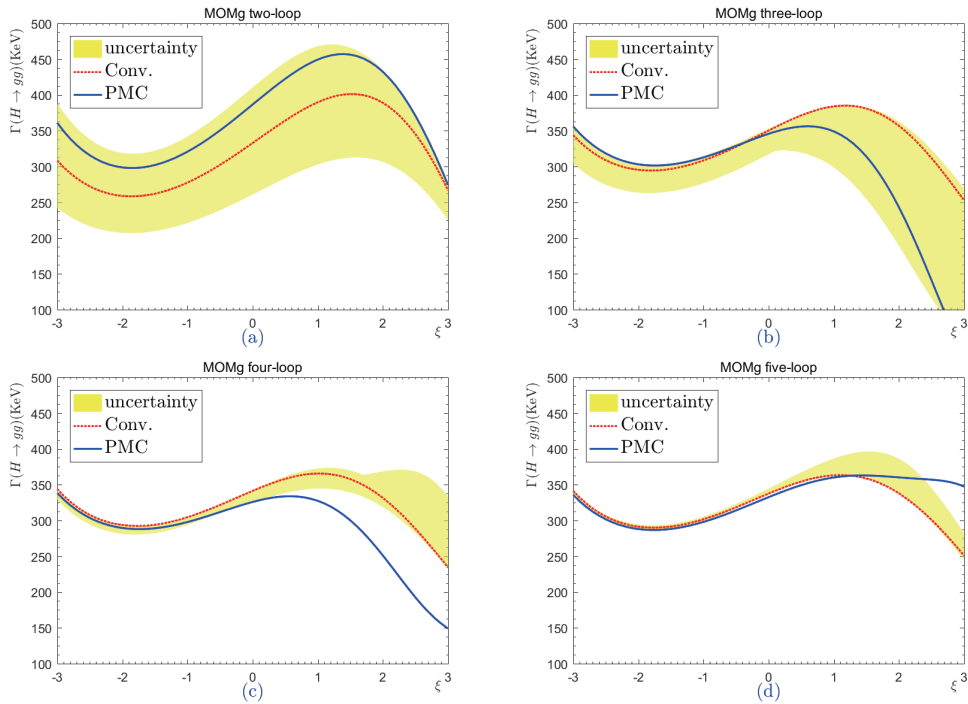 MOMg two-loop
Γ(H → gg)(KeV)
500
450
400
350
300
250
200
150
100
uncertainty
Conv.
PMC
-3 -2 -1 0 1 2 3
ξ
(a)
MOMg three-loop
Γ(H → gg)(KeV)
500
450
400
350
300
250
200
150
100
uncertainty
Conv.
PMC
-3 -2 -1 0 1 2 3
ξ
(b)
MOMg four-loop
Γ(H → gg)(KeV)
500
450
400
350
300
250
200
150
100
uncertainty
Conv.
PMC
-3 -2 -1 0 1 2 3
ξ
(c)
MOMg five-loop
Γ(H → gg)(KeV)
500
450
400
350
300
250
200
150
100
uncertainty
Conv.
PMC
-3 -2 -1 0 1 2 3
ξ
(d)